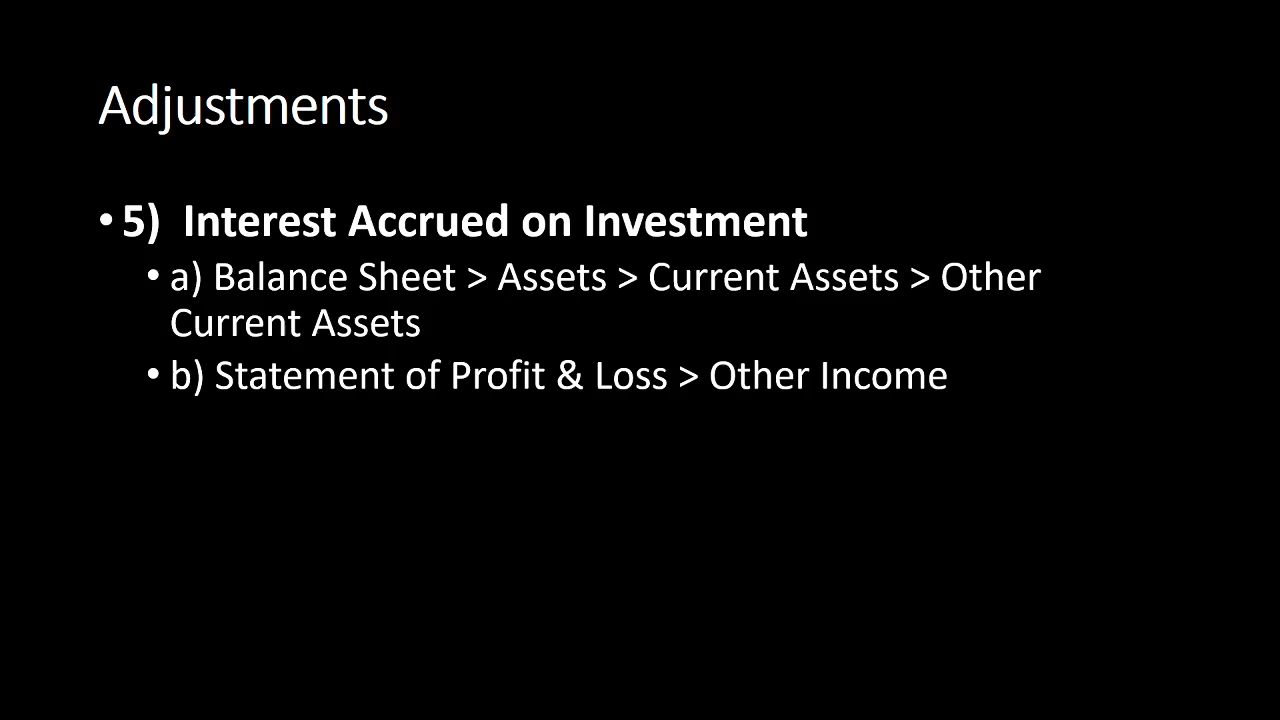 Adjustments
• 5)  Interest Accrued on Investment
• a) Balance Sheet > Assets > Current Assets > Other
Current Assets
• b) Statement of Profit & Loss > Other Income